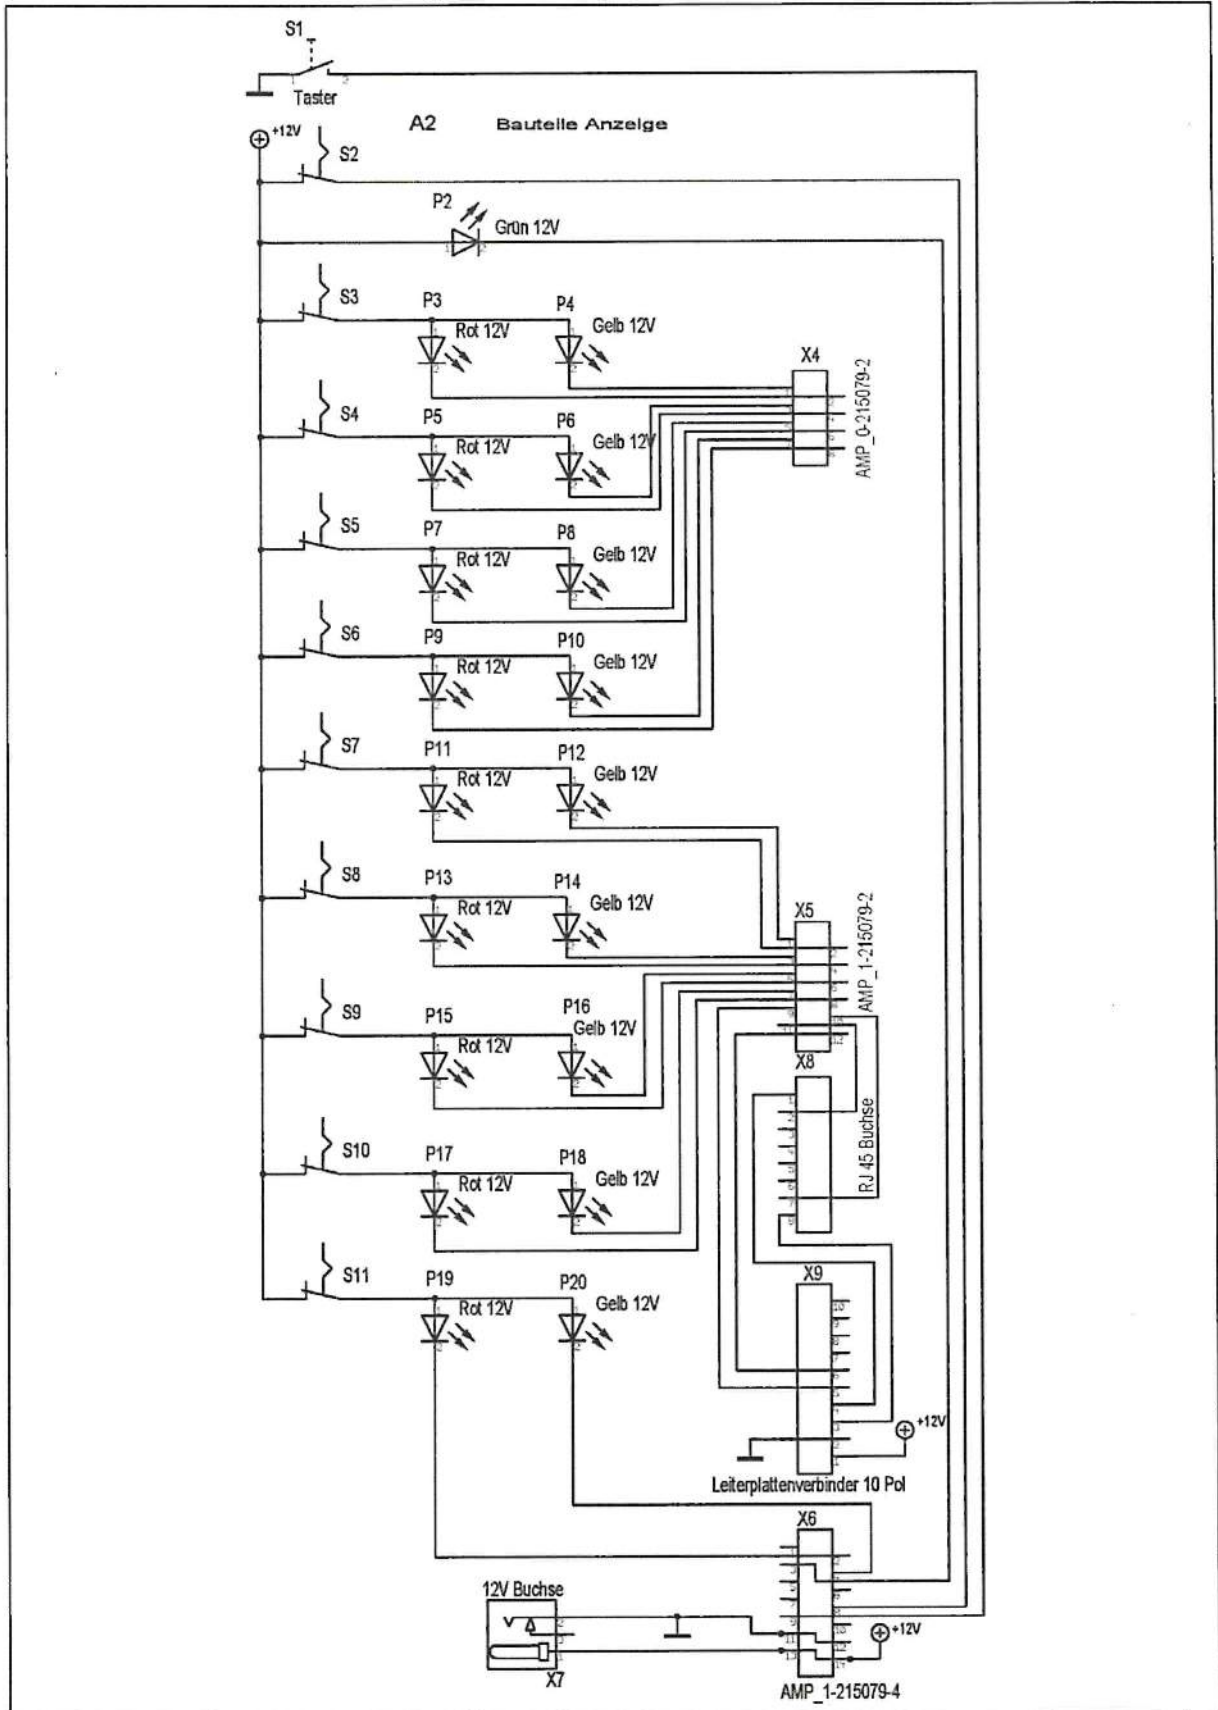 S1
1 2
Taster
+12V
A2 Bauteile Anzeige
S2
P2
Grün 12V
1 2
S3
P3
Rot 12V
P4
Gelb 12V
X4
AMP_0-215079-2
S4
P5
Rot 12V
P6
Gelb 12V
S5
P7
Rot 12V
P8
Gelb 12V
S6
P9
Rot 12V
P10
Gelb 12V
S7
P11
Rot 12V
P12
Gelb 12V
S8
P13
Rot 12V
P14
Gelb 12V
X5
AMP_1-215079-2
S9
P15
Rot 12V
P16
Gelb 12V
X8
RJ 45 Buchse
S10
P17
Rot 12V
P18
Gelb 12V
S11
P19
Rot 12V
P20
Gelb 12V
X9
+12V
Leiterplattenverbinder 10 Pol
X6
12V Buchse
X7
+12V
AMP_1-215079-4